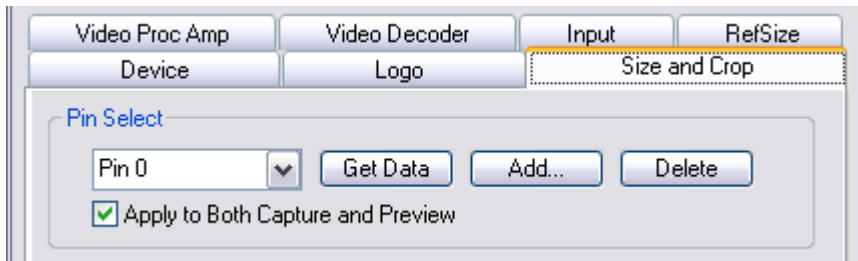 Video Proc Amp Video Decoder Input RefSize
Device Logo Size and Crop
Pin Select
Pin 0 Get Data Add... Delete
Apply to Both Capture and Preview